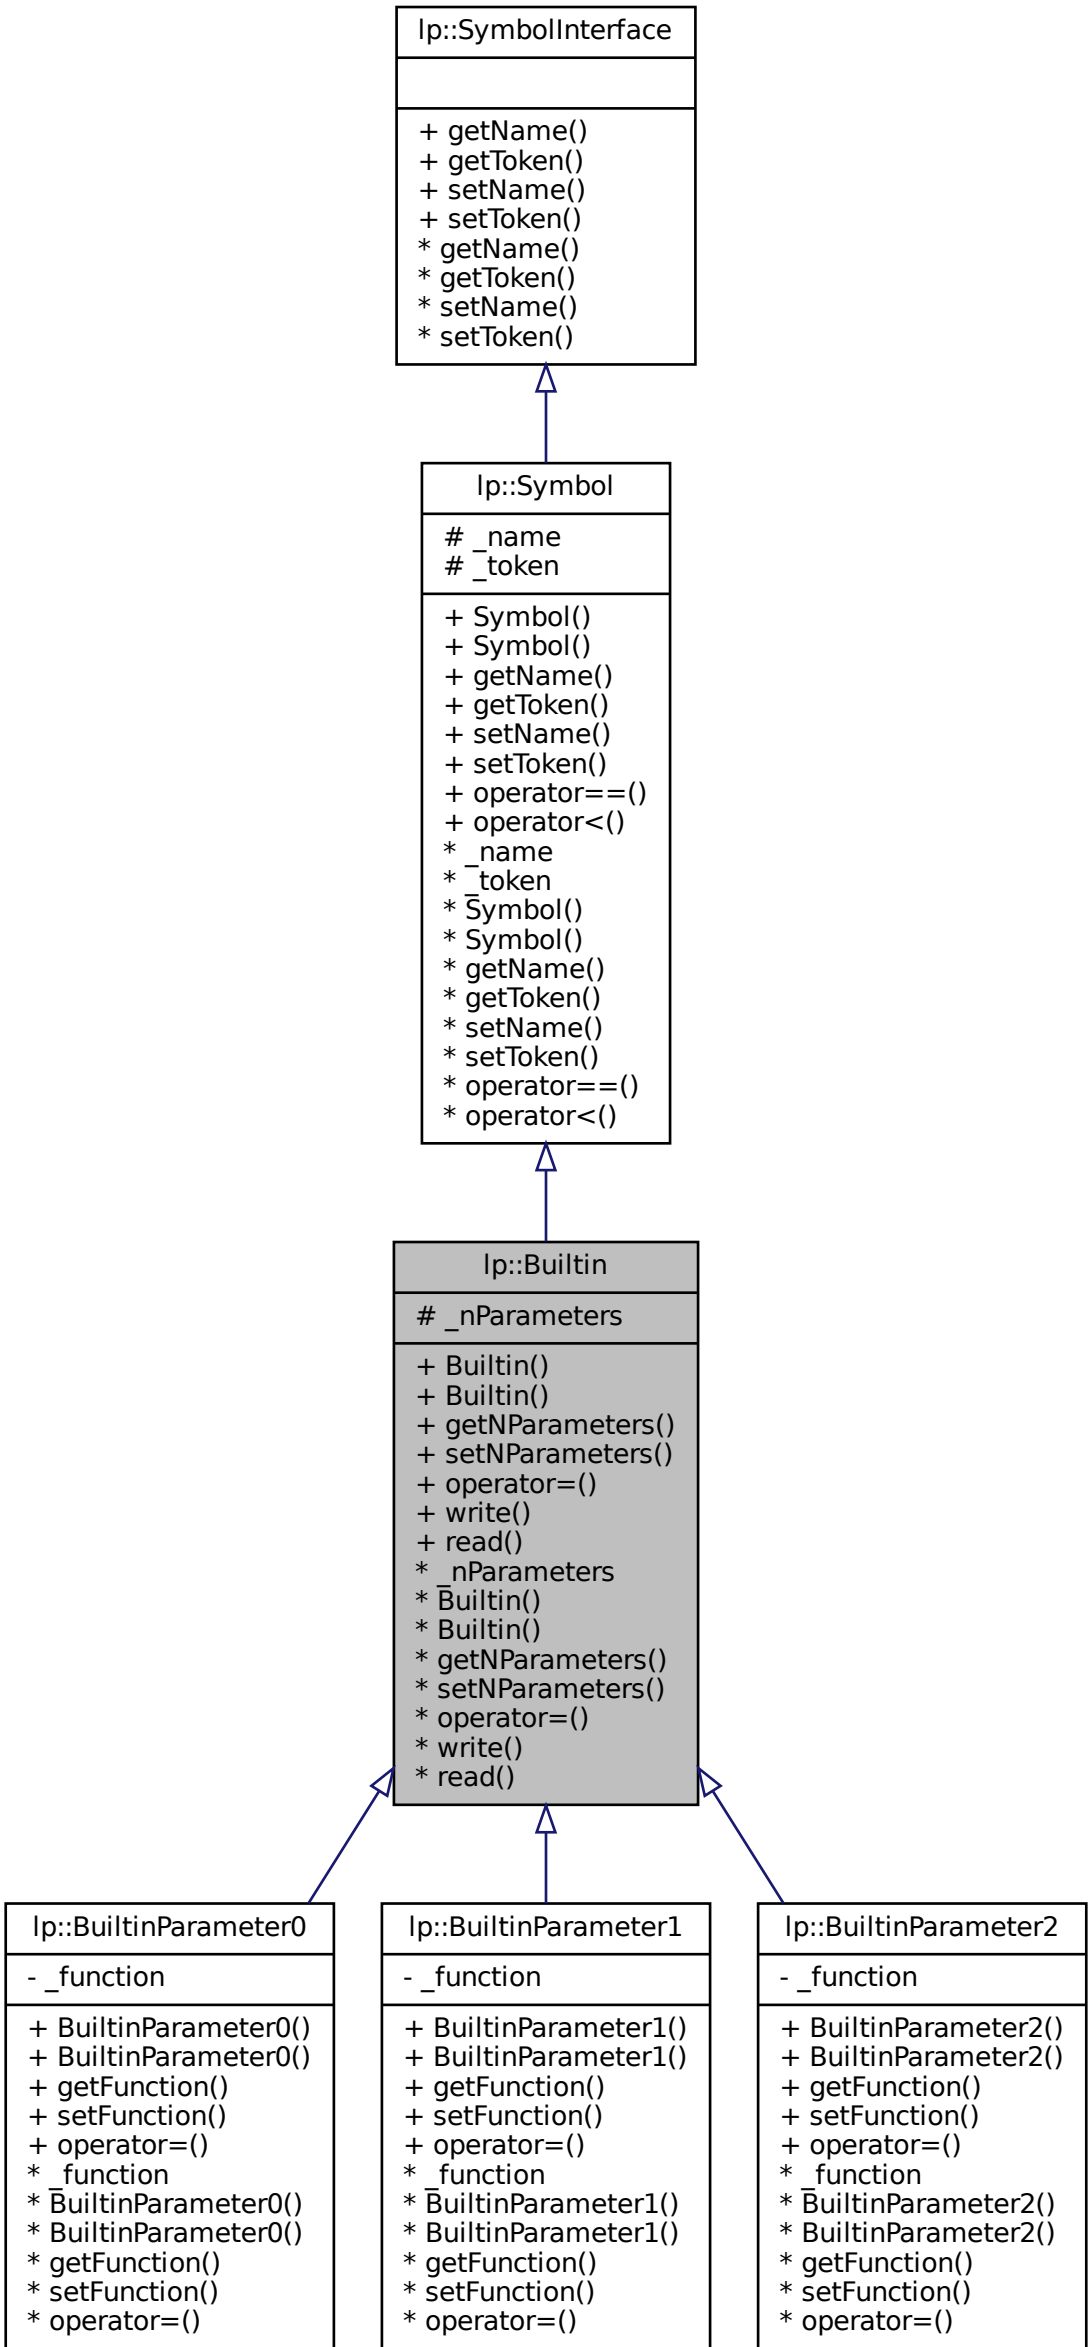 lp::SymbolInterface
+ getName()
+ getToken()
+ setName()
+ setToken()
* getName()
* getToken()
* setName()
* setToken()
lp::Symbol
# _name
# _token
+ Symbol()
+ Symbol()
+ getName()
+ getToken()
+ setName()
+ setToken()
+ operator==()
+ operator<()
* _name
* _token
* Symbol()
* Symbol()
* getName()
* getToken()
* setName()
* setToken()
* operator==()
* operator<()
lp::Builtin
# _nParameters
+ Builtin()
+ Builtin()
+ getNParameters()
+ setNParameters()
+ operator=()
+ write()
+ read()
* _nParameters
* Builtin()
* Builtin()
* getNParameters()
* setNParameters()
* operator=()
* write()
* read()
lp::BuiltinParameter0
- _function
+ BuiltinParameter0()
+ BuiltinParameter0()
+ getFunction()
+ setFunction()
+ operator=()
* _function
* BuiltinParameter0()
* BuiltinParameter0()
* getFunction()
* setFunction()
* operator=()
lp::BuiltinParameter1
- _function
+ BuiltinParameter1()
+ BuiltinParameter1()
+ getFunction()
+ setFunction()
+ operator=()
* _function
* BuiltinParameter1()
* BuiltinParameter1()
* getFunction()
* setFunction()
* operator=()
lp::BuiltinParameter2
- _function
+ BuiltinParameter2()
+ BuiltinParameter2()
+ getFunction()
+ setFunction()
+ operator=()
* _function
* BuiltinParameter2()
* BuiltinParameter2()
* getFunction()
* setFunction()
* operator=()